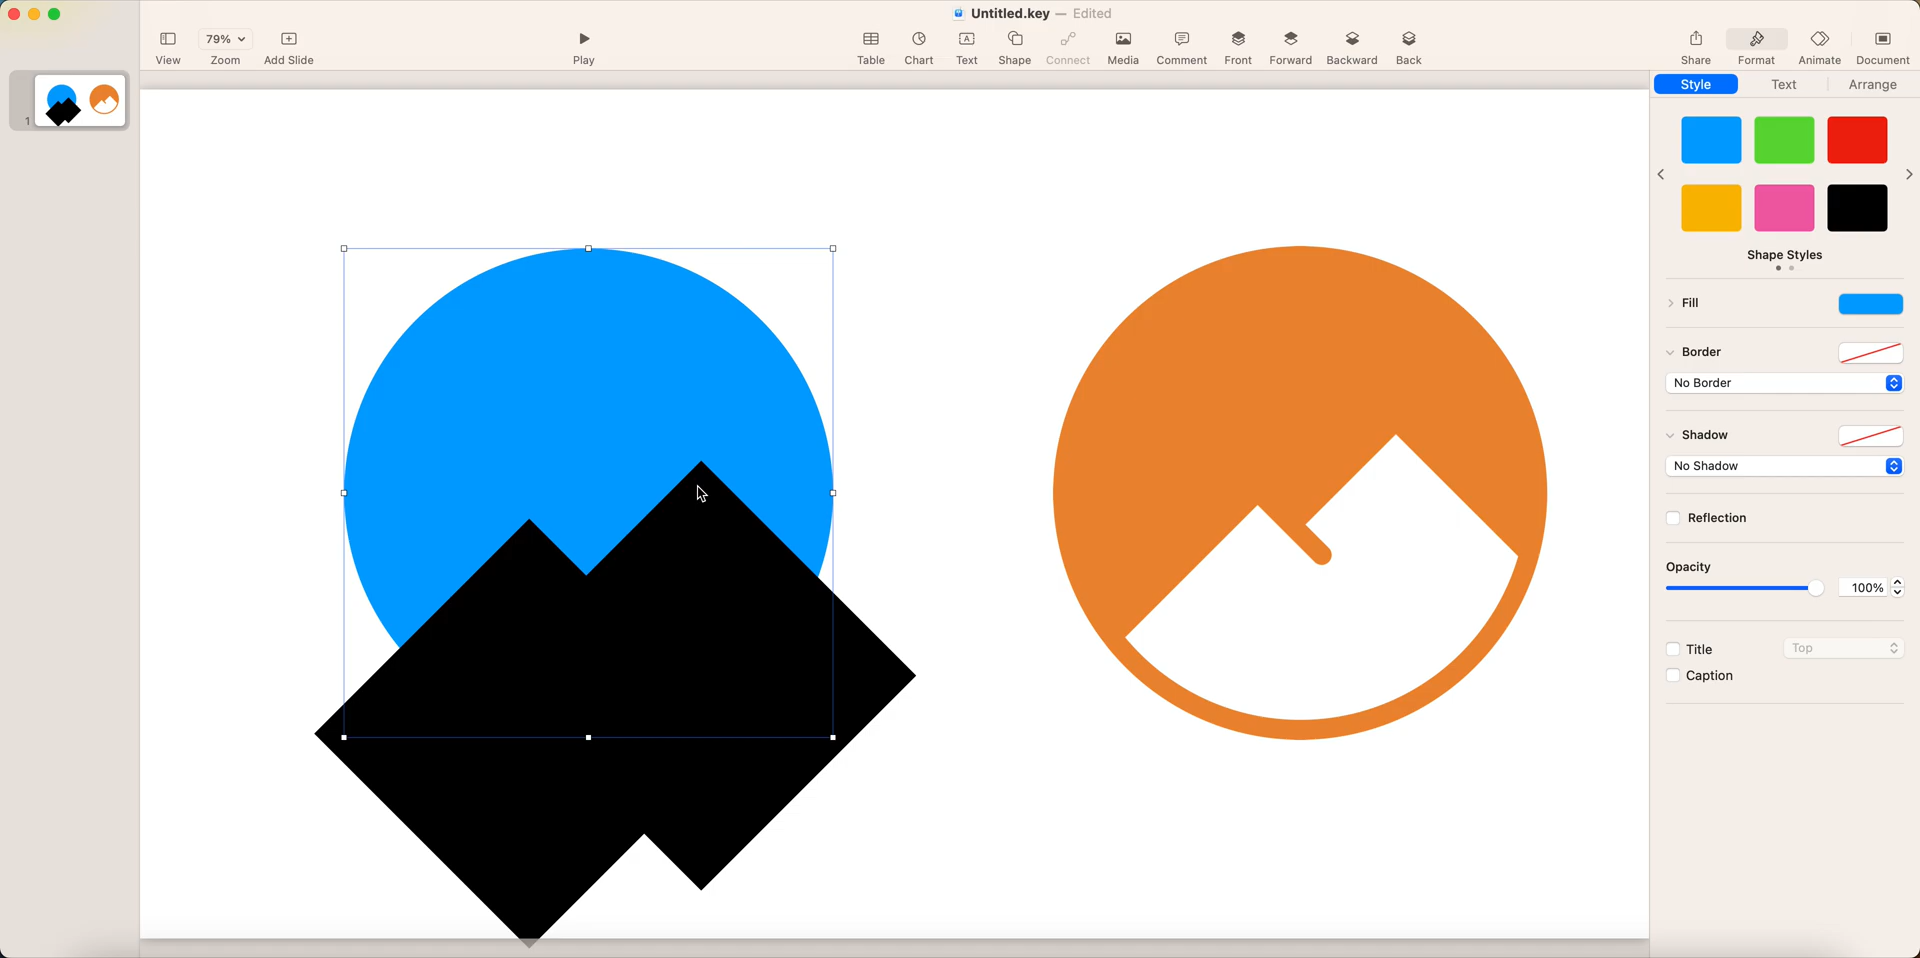 Untitled.key — Edited
View
79%
Zoom
Add Slide
Play
Table
Chart
Text
Shape
Connect
Media
Comment
Front
Forward
Backward
Back
Share
Format
Animate
Document
1
Style
Text
Arrange
Shape Styles
Fill
Border
No Border
Shadow
No Shadow
Reflection
Opacity
100%
Title
Top
Caption